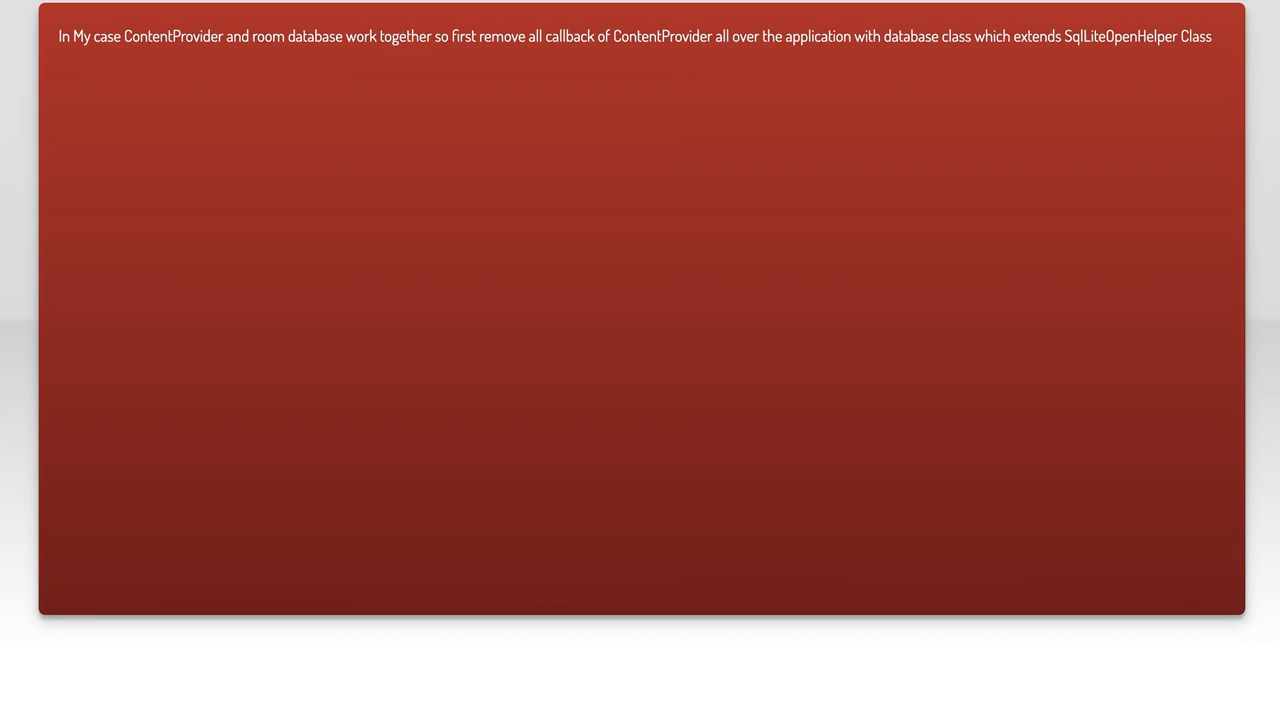 In My case ContentProvider and room database work together so first remove all callback of ContentProvider all over the application with database class which extends SqlLiteOpenHelper Class